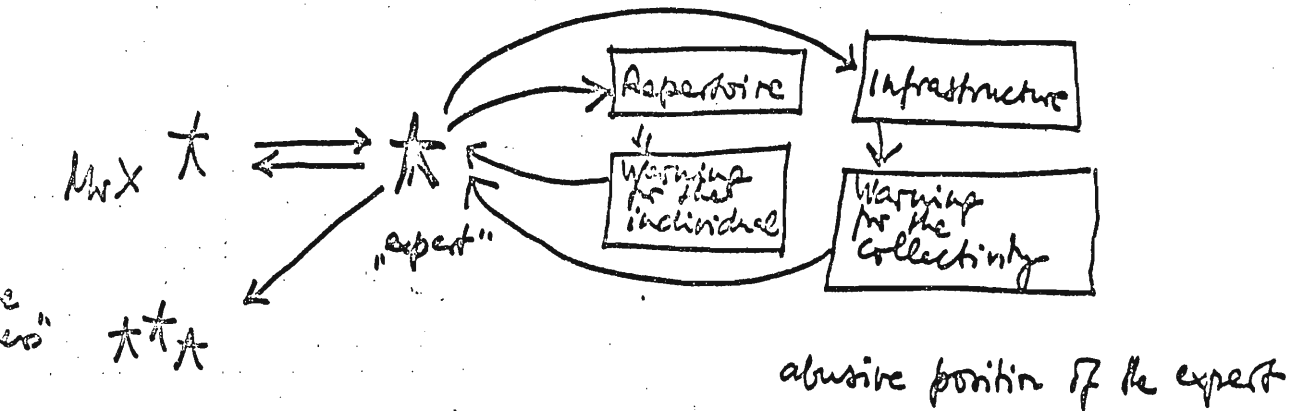 Repertoire
Infrastructure
Mr X
Warning
for that
individual
Warning
for the
collectivity
„expert"
abusive position of the expert